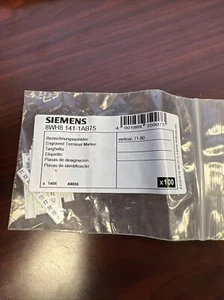 SIEMENS
8WH8 141-1AB75
Bezeichnungsschilder
Engraved Terminal Marker
Targhetta
Etiquette
Placas de designación
Placas de identificação
vertical, 71-80
x100